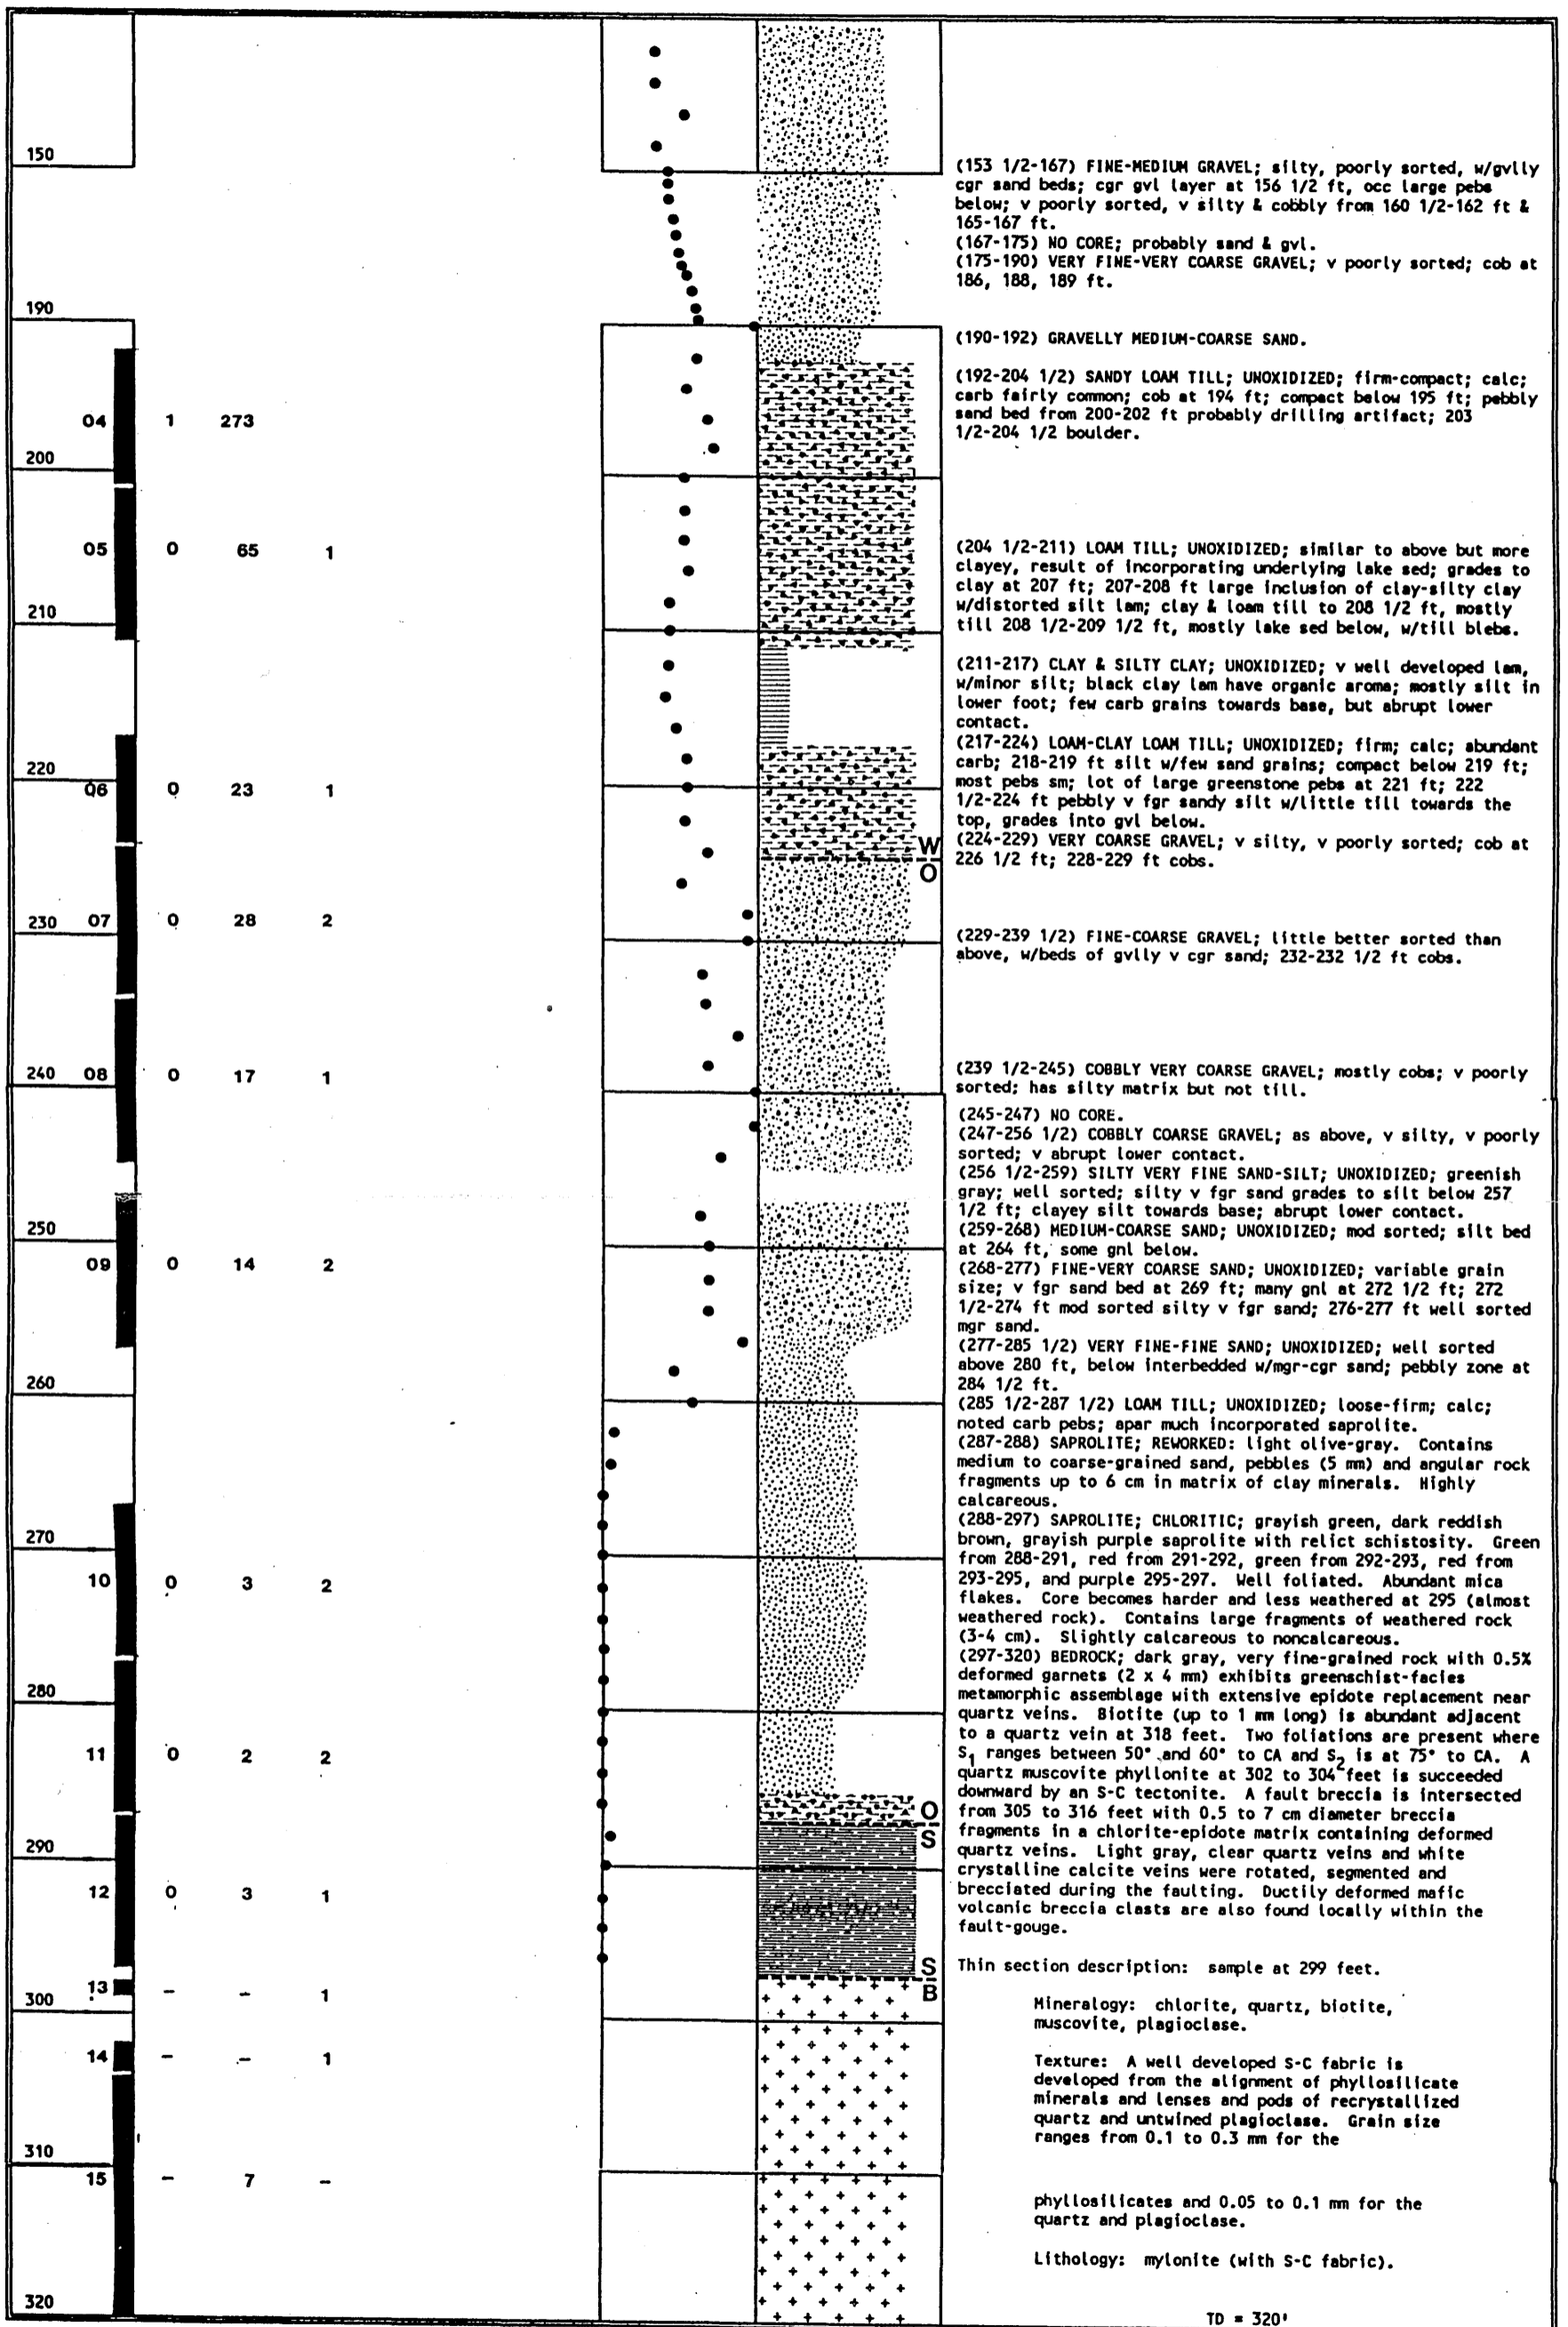 150
(153 1/2-167) FINE-MEDIUM GRAVEL; silty, poorly sorted, w/gvlly
cgr sand beds; cgr gvl layer at 156 1/2 ft, occ large pebs
below; v poorly sorted, v silty & cobbly from 160 1/2-162 ft &
165-167 ft.
(167-175) NO CORE; probably sand & gvl.
(175-190) VERY FINE-VERY COARSE GRAVEL; v poorly sorted; cob at
186, 188, 189 ft.
190
(190-192) GRAVELLY MEDIUM-COARSE SAND.
(192-204 1/2) SANDY LOAM TILL; UNOXIDIZED; firm-compact; calc;
carb fairly common; cob at 194 ft; compact below 195 ft; pebbly
sand bed from 200-202 ft probably drilling artifact; 203
1/2-204 1/2 boulder.
04 1 273
200
05 0 65 1
(204 1/2-211) LOAM TILL; UNOXIDIZED; similar to above but more
clayey, result of incorporating underlying lake sed; grades to
clay at 207 ft; 207-208 ft large inclusion of clay-silty clay
w/distorted silt lam; clay & loam till to 208 1/2 ft, mostly
till 208 1/2-209 1/2 ft, mostly lake sed below, w/till blebs.
210
(211-217) CLAY & SILTY CLAY; UNOXIDIZED; v well developed lam,
w/minor silt; black clay lam have organic aroma; mostly silt in
lower foot; few carb grains towards base, but abrupt lower
contact.
(217-224) LOAM-CLAY LOAM TILL; UNOXIDIZED; firm; calc; abundant
carb; 218-219 ft silt w/few sand grains; compact below 219 ft;
most pebs sm; lot of large greenstone pebs at 221 ft; 222
1/2-224 ft pebbly v fgr sandy silt w/little till towards the
top, grades into gvl below.
220
06 0 23 1
W
O
(224-229) VERY COARSE GRAVEL; v silty, v poorly sorted; cob at
226 1/2 ft; 228-229 ft cobs.
230 07 0 28 2
(229-239 1/2) FINE-COARSE GRAVEL; little better sorted than
above, w/beds of gvlly v cgr sand; 232-232 1/2 ft cobs.
240 08 0 17 1
(239 1/2-245) COBBLY VERY COARSE GRAVEL; mostly cobs; v poorly
sorted; has silty matrix but not till.
(245-247) NO CORE.
(247-256 1/2) COBBLY COARSE GRAVEL; as above, v silty, v poorly
sorted; v abrupt lower contact.
(256 1/2-259) SILTY VERY FINE SAND-SILT; UNOXIDIZED; greenish
gray; well sorted; silty v fgr sand grades to silt below 257
1/2 ft; clayey silt towards base; abrupt lower contact.
(259-268) MEDIUM-COARSE SAND; UNOXIDIZED; mod sorted; silt bed
at 264 ft, some gnl below.
250
09 0 14 2
(268-277) FINE-VERY COARSE SAND; UNOXIDIZED; variable grain
size; v fgr sand bed at 269 ft; many gnl at 272 1/2 ft; 272
1/2-274 ft mod sorted silty v fgr sand; 276-277 ft well sorted
mgr sand.
(277-285 1/2) VERY FINE-FINE SAND; UNOXIDIZED; well sorted
above 280 ft, below interbedded w/mgr-cgr sand; pebbly zone at
284 1/2 ft.
260
(285 1/2-287 1/2) LOAM TILL; UNOXIDIZED; loose-firm; calc;
noted carb pebs; apar much incorporated saprolite.
(287-288) SAPROLITE; REWORKED: light olive-gray. Contains
medium to coarse-grained sand, pebbles (5 mm) and angular rock
fragments up to 6 cm in matrix of clay minerals. Highly
calcareous.
(288-297) SAPROLITE; CHLORITIC; grayish green, dark reddish
brown, grayish purple saprolite with relict schistosity. Green
from 288-291, red from 291-292, green from 292-293, red from
293-295, and purple 295-297. Well foliated. Abundant mica
flakes. Core becomes harder and less weathered at 295 (almost
weathered rock). Contains large fragments of weathered rock
(3-4 cm). Slightly calcareous to noncalcareous.
270
10 0 3 2
(297-320) BEDROCK; dark gray, very fine-grained rock with 0.5%
deformed garnets (2 x 4 mm) exhibits greenschist-facies
metamorphic assemblage with extensive epidote replacement near
quartz veins. Biotite (up to 1 mm long) is abundant adjacent
to a quartz vein at 318 feet. Two foliations are present where
S1 ranges between 50° and 60° to CA and S2 is at 75° to CA. A
quartz muscovite phyllonite at 302 to 304 feet is succeeded
downward by an S-C tectonite. A fault breccia is intersected
from 305 to 316 feet with 0.5 to 7 cm diameter breccia
fragments in a chlorite-epidote matrix containing deformed
quartz veins. Light gray, clear quartz veins and white
crystalline calcite veins were rotated, segmented and
brecciated during the faulting. Ductily deformed mafic
volcanic breccia clasts are also found locally within the
fault-gouge.
280
11 0 2 2
O
S
290
12 0 3 1
S
B
Thin section description: sample at 299 feet.
13 - - 1
300
Mineralogy: chlorite, quartz, biotite,
muscovite, plagioclase.
14 - - 1
Texture: A well developed S-C fabric is
developed from the alignment of phyllosilicate
minerals and lenses and pods of recrystallized
quartz and untwined plagioclase. Grain size
ranges from 0.1 to 0.3 mm for the
310
15 - 7 -
phyllosilicates and 0.05 to 0.1 mm for the
quartz and plagioclase.
Lithology: mylonite (with S-C fabric).
320
TD = 320'